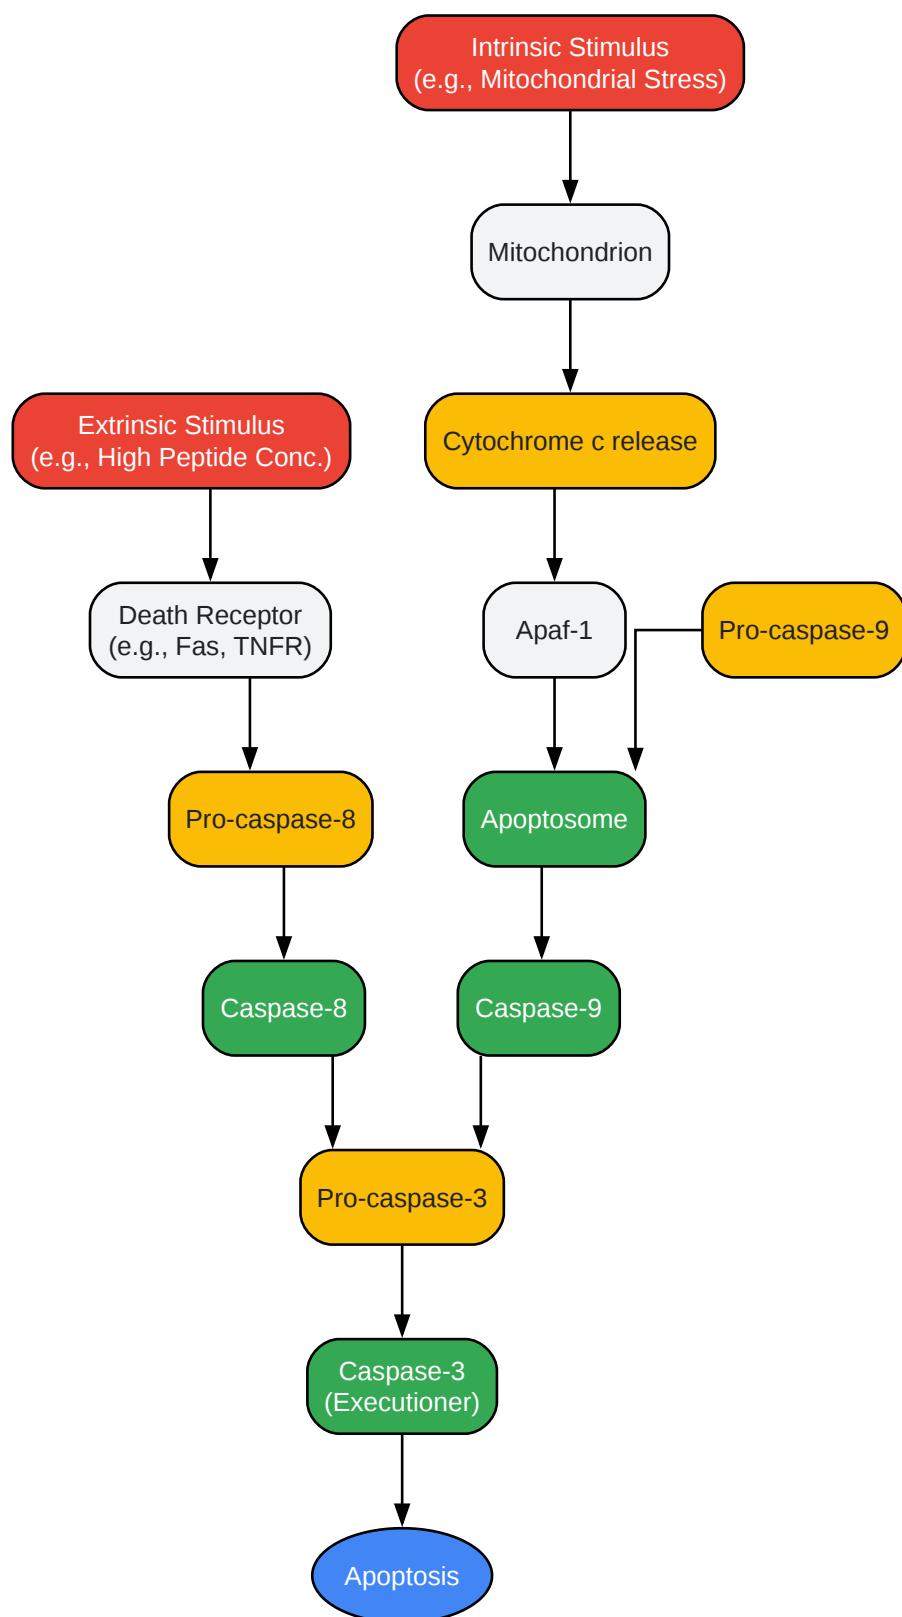 Intrinsic Stimulus
(e.g., Mitochondrial Stress)
Mitochondrion
Extrinsic Stimulus
(e.g., High Peptide Conc.)
Cytochrome c release
Death Receptor
(e.g., Fas, TNFR)
Apaf-1
Pro-caspase-9
Pro-caspase-8
Apoptosome
Caspase-8
Caspase-9
Pro-caspase-3
Caspase-3
(Executioner)
Apoptosis